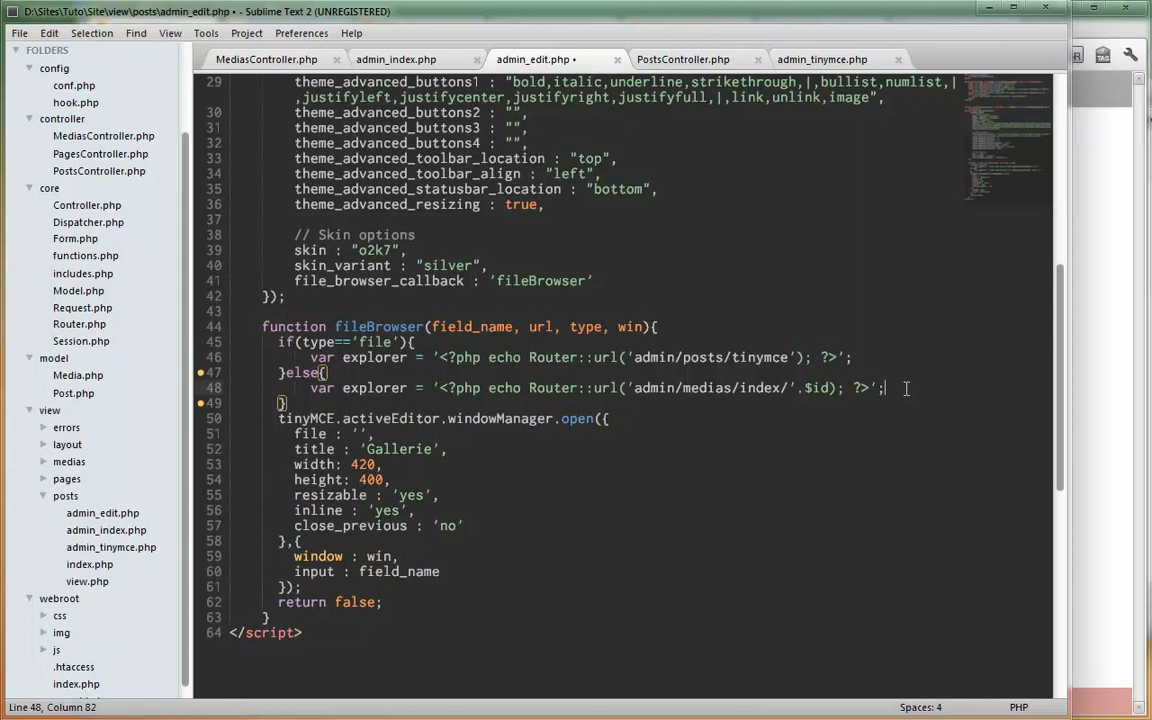 D:\Sites\Tuto\Site\view\posts\admin_edit.php • - Sublime Text 2 (UNREGISTERED)
File Edit Selection Find View Tools Project Preferences Help
FOLDERS
config
conf.php
hook.php
controller
MediasController.php
PagesController.php
PostsController.php
core
Controller.php
Dispatcher.php
Form.php
functions.php
includes.php
Model.php
Request.php
Router.php
Session.php
model
Media.php
Post.php
view
errors
layout
medias
pages
posts
admin_edit.php
admin_index.php
admin_tinymce.php
index.php
view.php
webroot
css
img
js
.htaccess
index.php
MediasController.php admin_index.php admin_edit.php • PostsController.php admin_tinymce.php
29 theme_advanced_buttons1 : "bold,italic,underline,strikethrough,|,bullist,numlist,|
,justifyleft,justifycenter,justifyright,justifyfull,|,link,unlink,image",
30 theme_advanced_buttons2 : "",
31 theme_advanced_buttons3 : "",
32 theme_advanced_buttons4 : "",
33 theme_advanced_toolbar_location : "top",
34 theme_advanced_toolbar_align : "left",
35 theme_advanced_statusbar_location : "bottom",
36 theme_advanced_resizing : true,
37
38 // Skin options
39 skin : "o2k7",
40 skin_variant : "silver",
41 file_browser_callback : 'fileBrowser'
42 });
43
44 function fileBrowser(field_name, url, type, win){
45 if(type=='file'){
46 var explorer = '<?php echo Router::url('admin/posts/tinymce'); ?>';
47 }else{
48 var explorer = '<?php echo Router::url('admin/medias/index/'.$id); ?>';
49 }
50 tinyMCE.activeEditor.windowManager.open({
51 file : '',
52 title : 'Gallerie',
53 width: 420,
54 height: 400,
55 resizable : 'yes',
56 inline : 'yes',
57 close_previous : 'no'
58 },{
59 window : win,
60 input : field_name
61 });
62 return false;
63 }
64 </script>
Line 48, Column 82 Spaces: 4 PHP